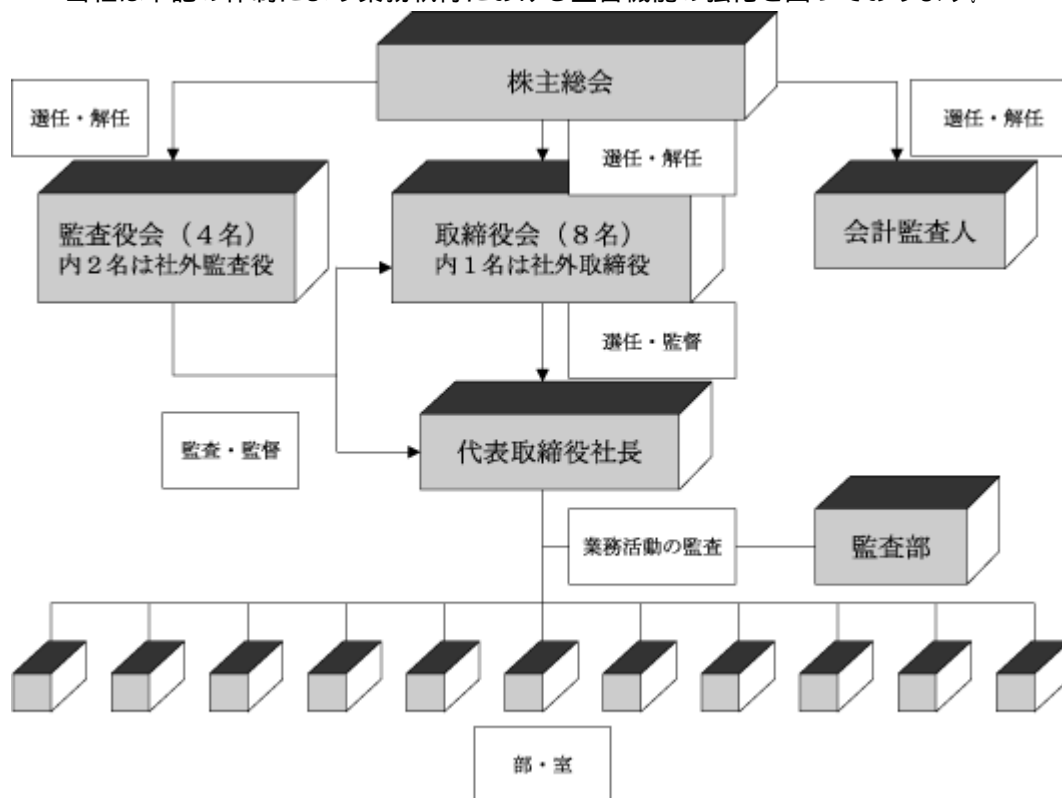 株主総会
選任・解任
選任・解任
選任・解任
監査役会(4名)
内2名は社外監査役
取締役会(8名)
内1名は社外取締役
会計監査人
選任・監督
監査・監督
代表取締役社長
業務活動の監査
監査部
部・室